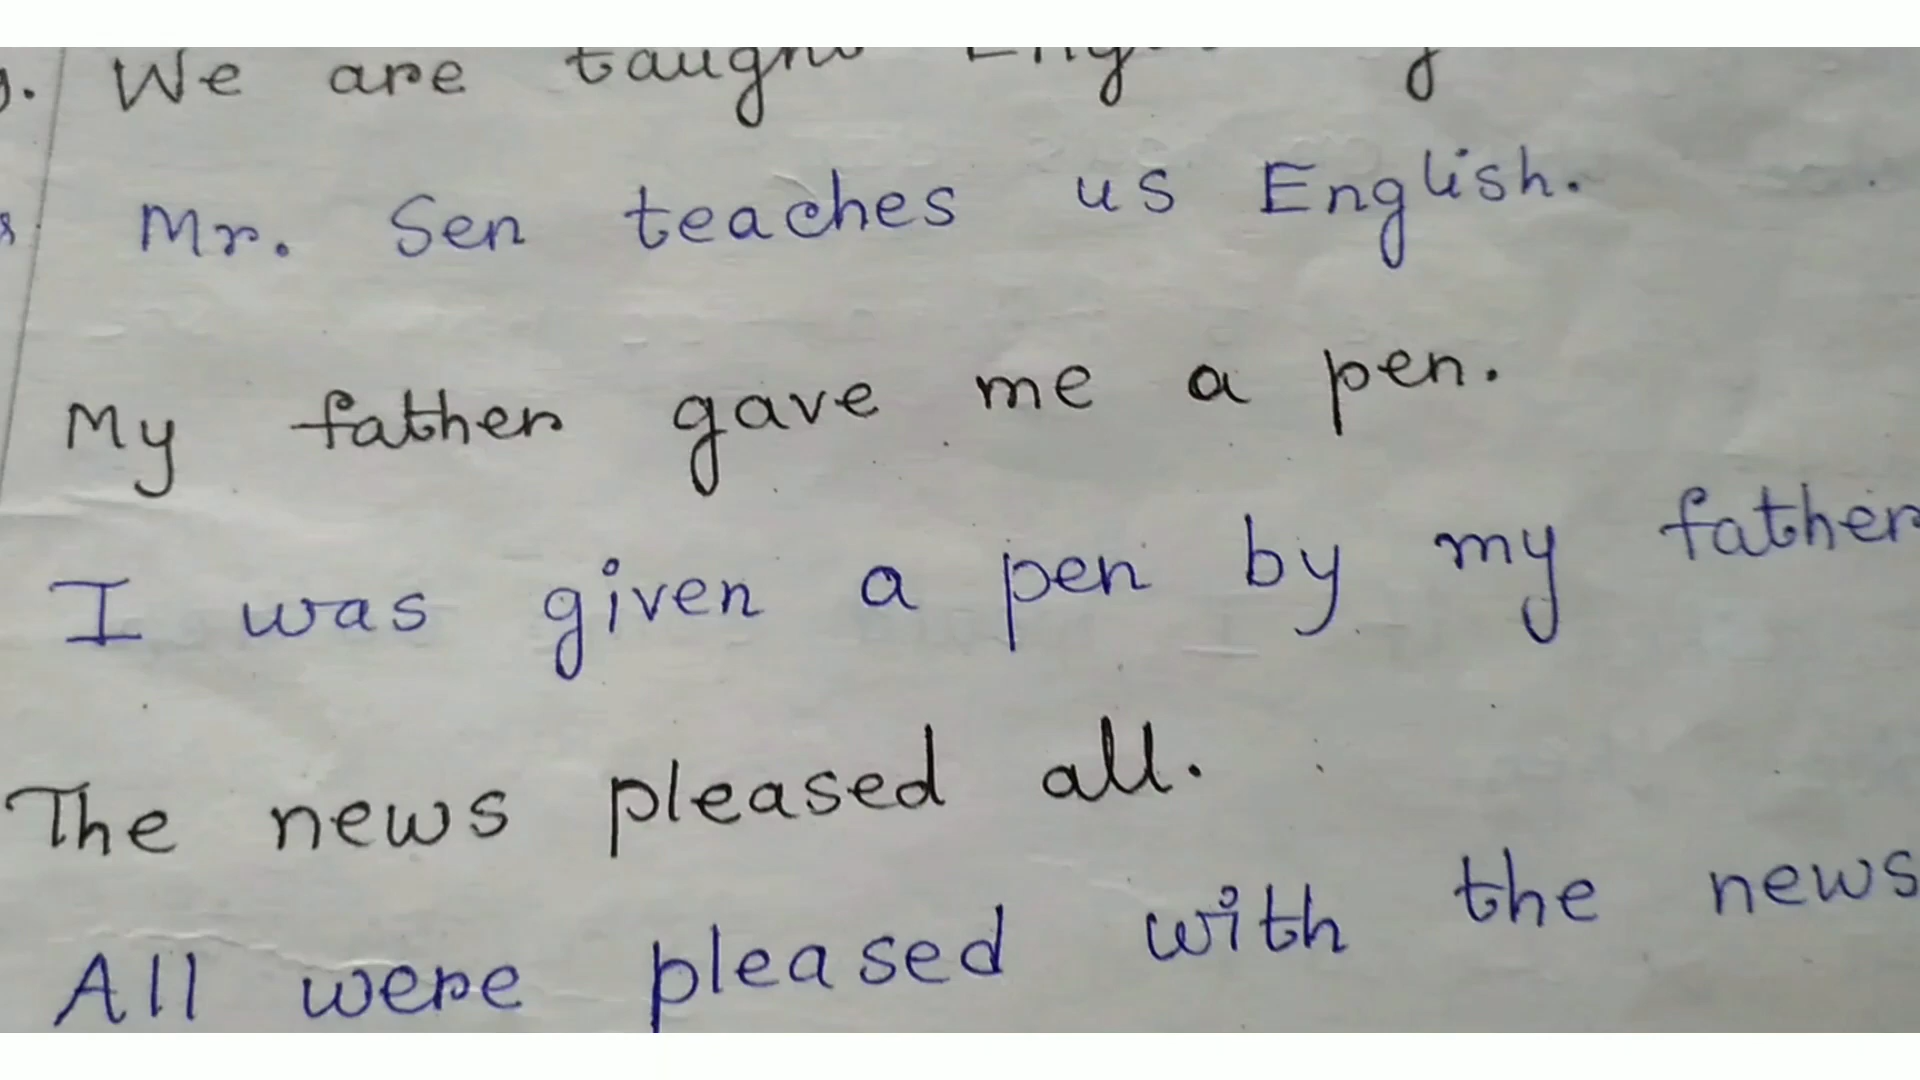 We are taught
Mr. Sen teaches us English.
My father gave me a pen.
I was given a pen by my father
The news pleased all.
All were pleased with the news